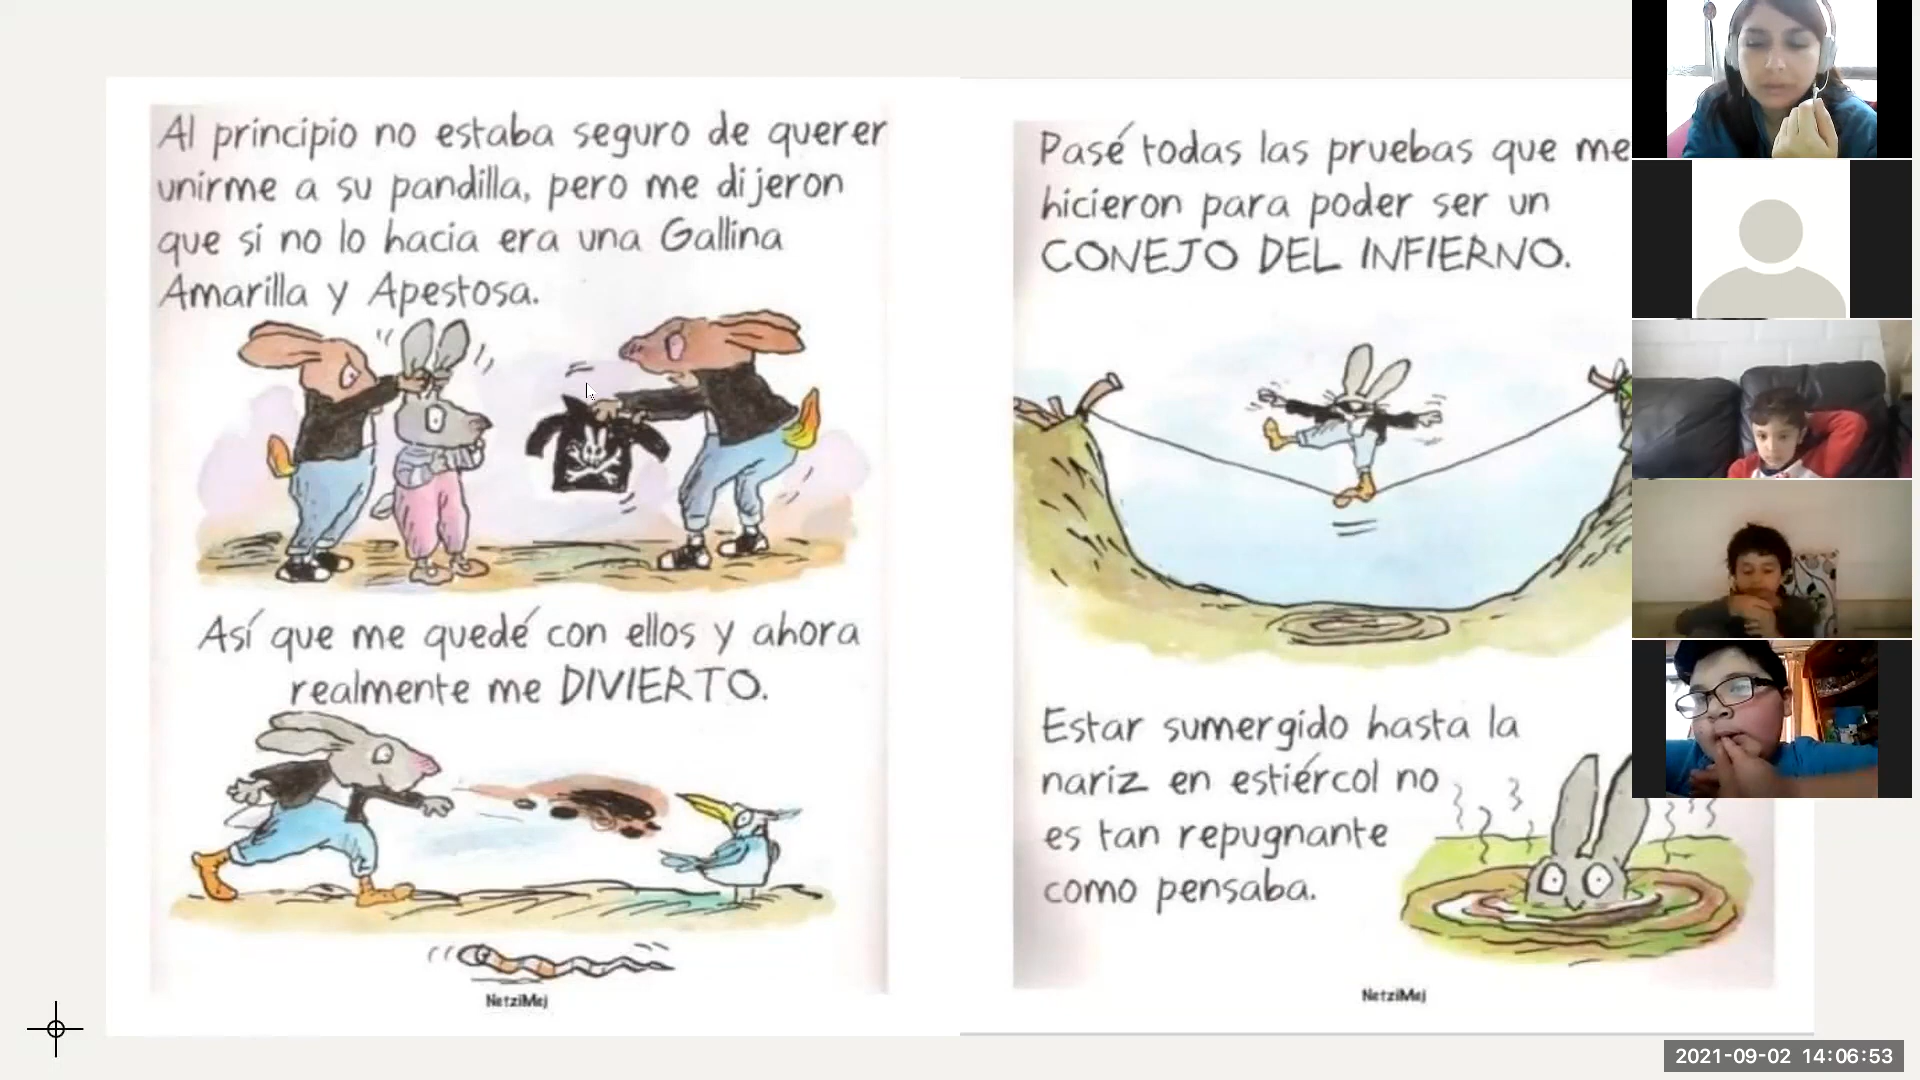 Al principio no estaba seguro de querer
unirme a su pandilla, pero me dijeron
que si no lo hacia era una Gallina
Amarilla y Apestosa.
Así que me quedé con ellos y ahora
realmente me DIVIERTO.
NetziMej
Pasé todas las pruebas que me
hicieron para poder ser un
CONEJO DEL INFIERNO.
Estar sumergido hasta la
nariz en estiércol no
es tan repugnante
como pensaba.
NetziMej
2021-09-02 14:06:53